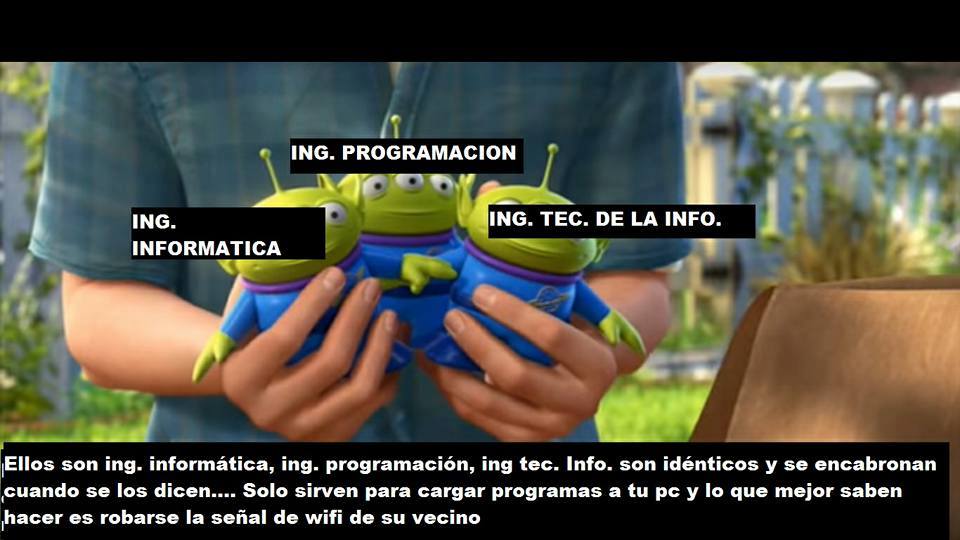 ING. PROGRAMACION
ING.
INFORMATICA
ING. TEC. DE LA INFO.
Ellos son ing. informática, ing. programación, ing tec. Info. son idénticos y se encabronan
cuando se los dicen.... Solo sirven para cargar programas a tu pc y lo que mejor saben
hacer es robarse la señal de wifi de su vecino